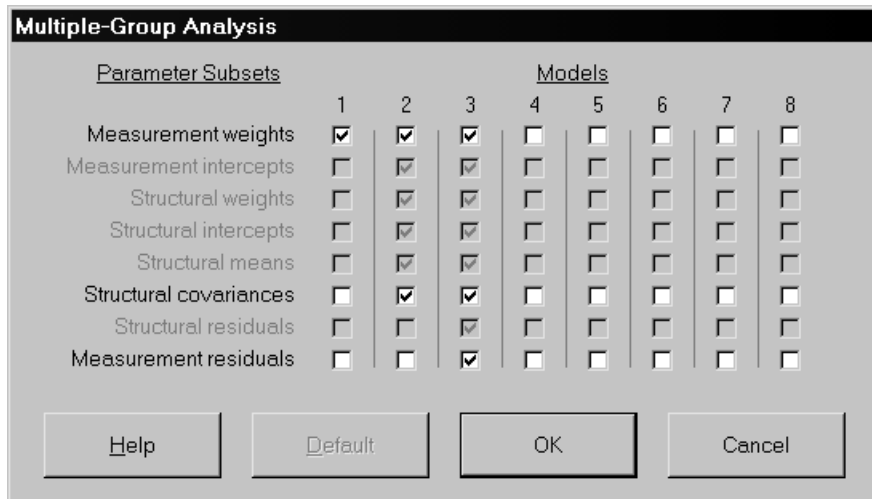 Multiple-Group Analysis
Parameter Subsets Models
1 2 3 4 5 6 7 8
Measurement weights
Measurement intercepts
Structural weights
Structural intercepts
Structural means
Structural covariances
Structural residuals
Measurement residuals
Help Default OK Cancel